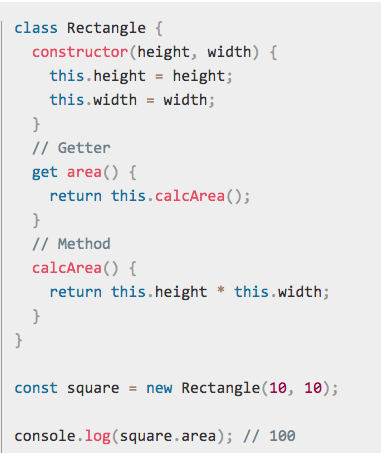 class Rectangle {
  constructor(height, width) {
    this.height = height;
    this.width = width;
  }
  // Getter
  get area() {
    return this.calcArea();
  }
  // Method
  calcArea() {
    return this.height * this.width;
  }
}

const square = new Rectangle(10, 10);

console.log(square.area); // 100